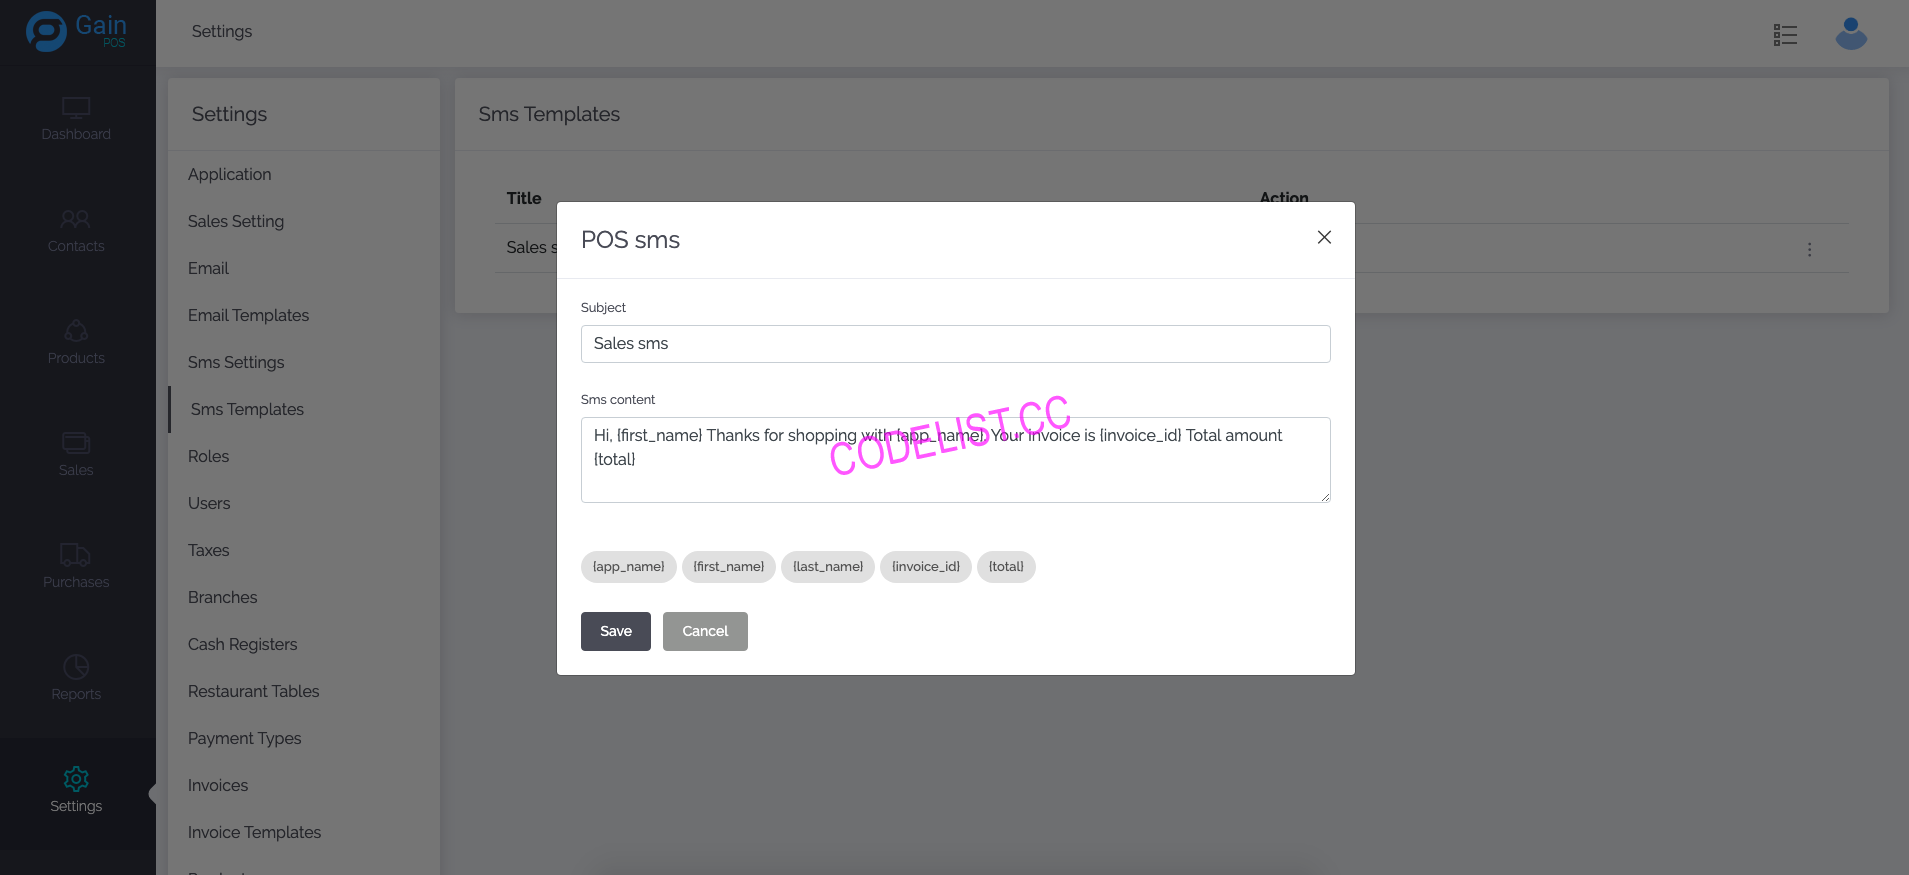 Gain
POS
Settings
Dashboard
Contacts
Products
Sales
Purchases
Reports
Settings
Settings
Application
Sales Setting
Email
Email Templates
Sms Settings
Sms Templates
Roles
Users
Taxes
Branches
Cash Registers
Restaurant Tables
Payment Types
Invoices
Invoice Templates
Sms Templates
Title Action
Sales s
POS sms
Subject
Sales sms
Sms content
Hi, {first_name} Thanks for shopping with {app_name}. Your invoice is {invoice_id} Total amount
{total}
CODELIST.CC
{app_name} {first_name} {last_name} {invoice_id} {total}
Save Cancel